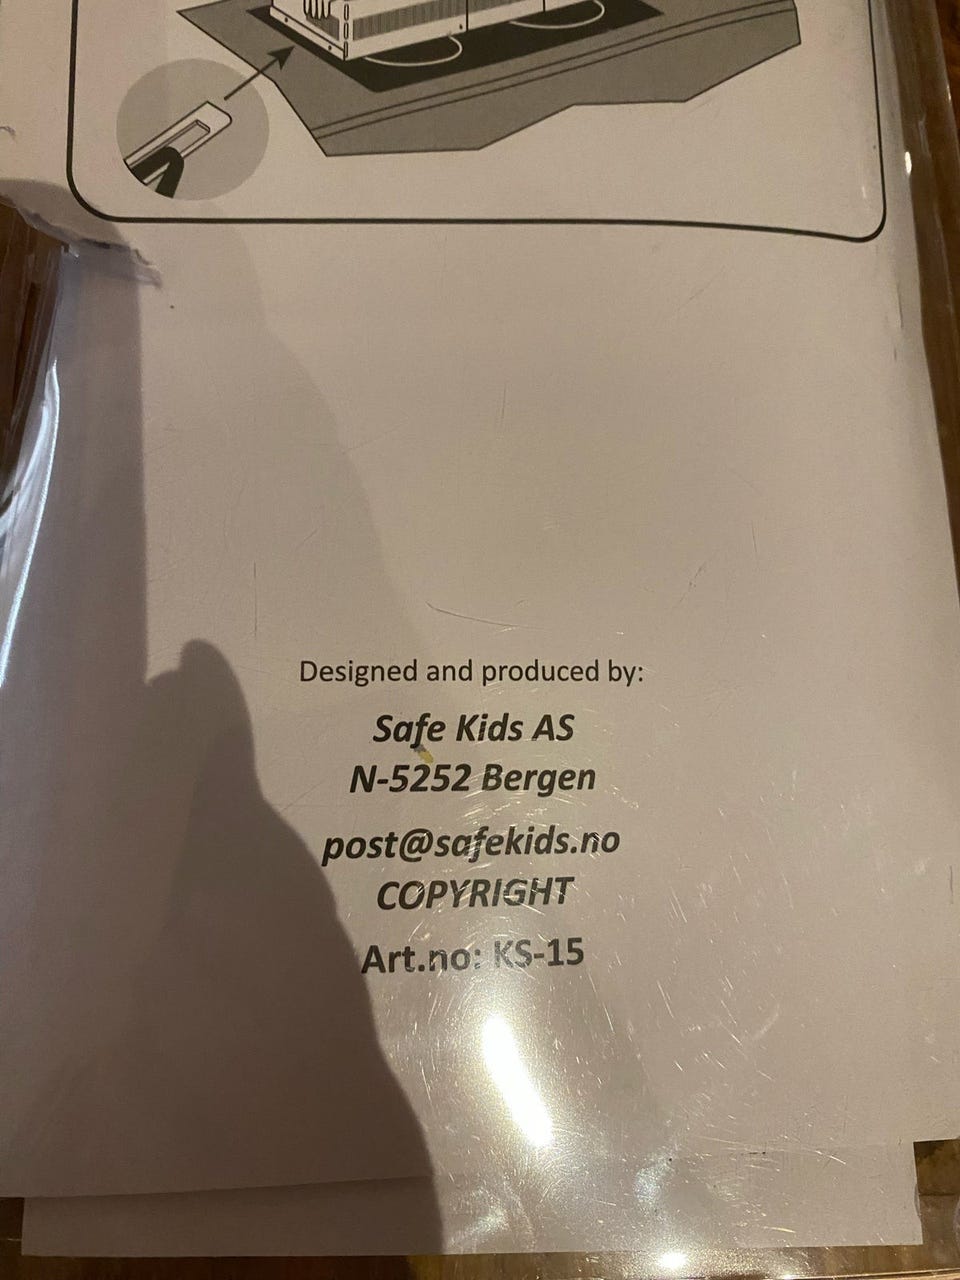 Designed and produced by:
Safe Kids AS
N-5252 Bergen
post@safekids.no
COPYRIGHT
Art.no: KS-15